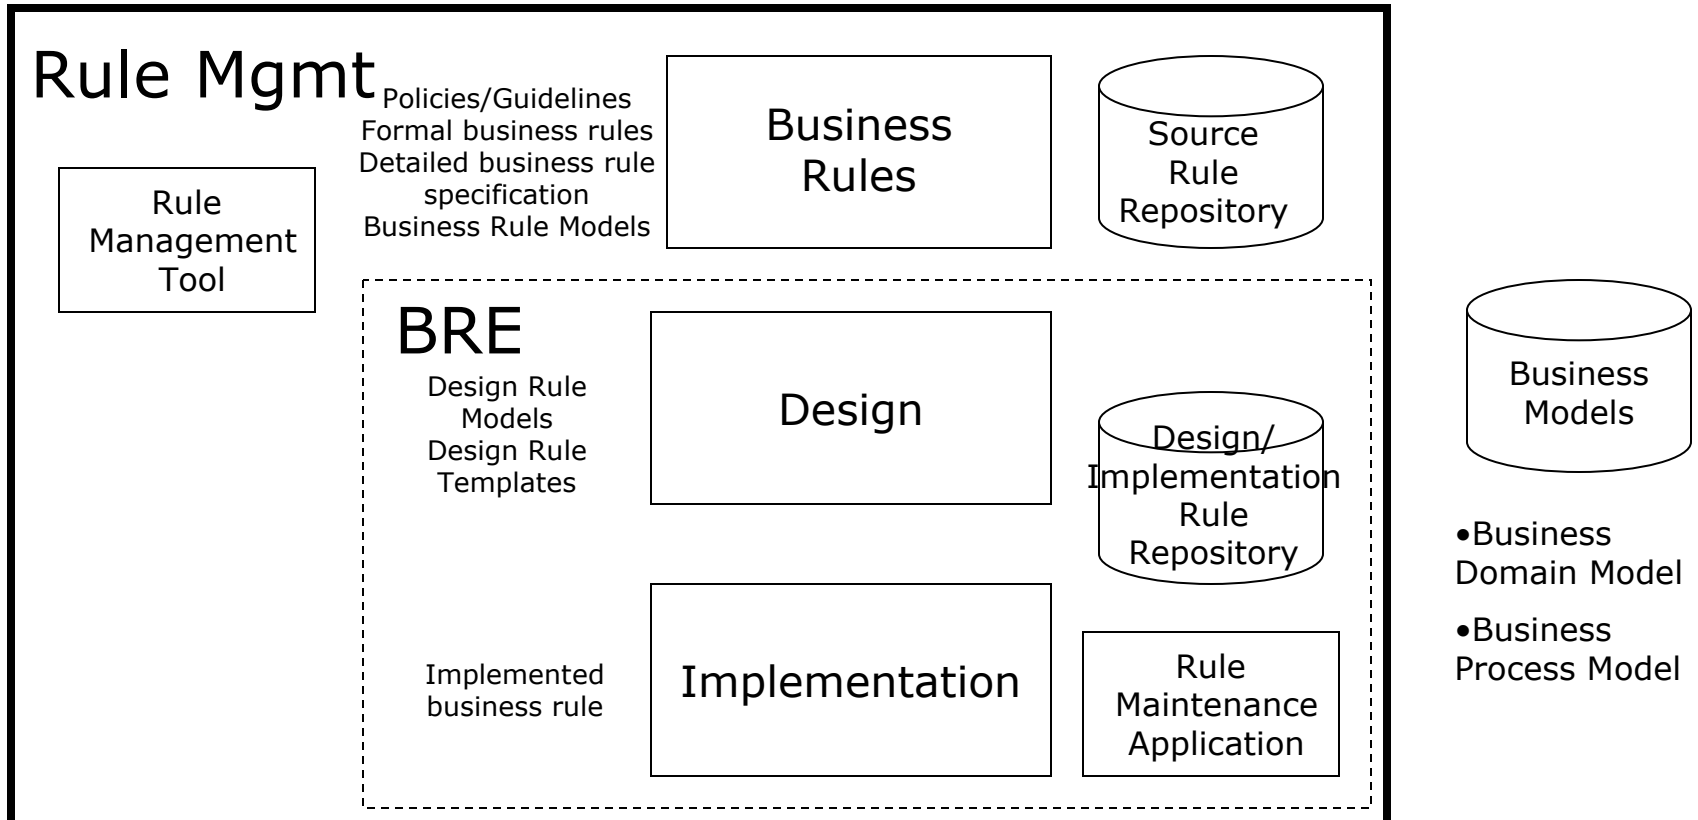 Rule Mgmt
Policies/Guidelines
Formal business rules
Detailed business rule
specification
Business Rule Models
Business
Rules
Source
Rule
Repository
Rule
Management
Tool
BRE
Design Rule
Models
Design Rule
Templates
Design
Design/
Implementation
Rule
Repository
Implemented
business rule
Implementation
Rule
Maintenance
Application
Business
Models
•Business
Domain Model
•Business
Process Model